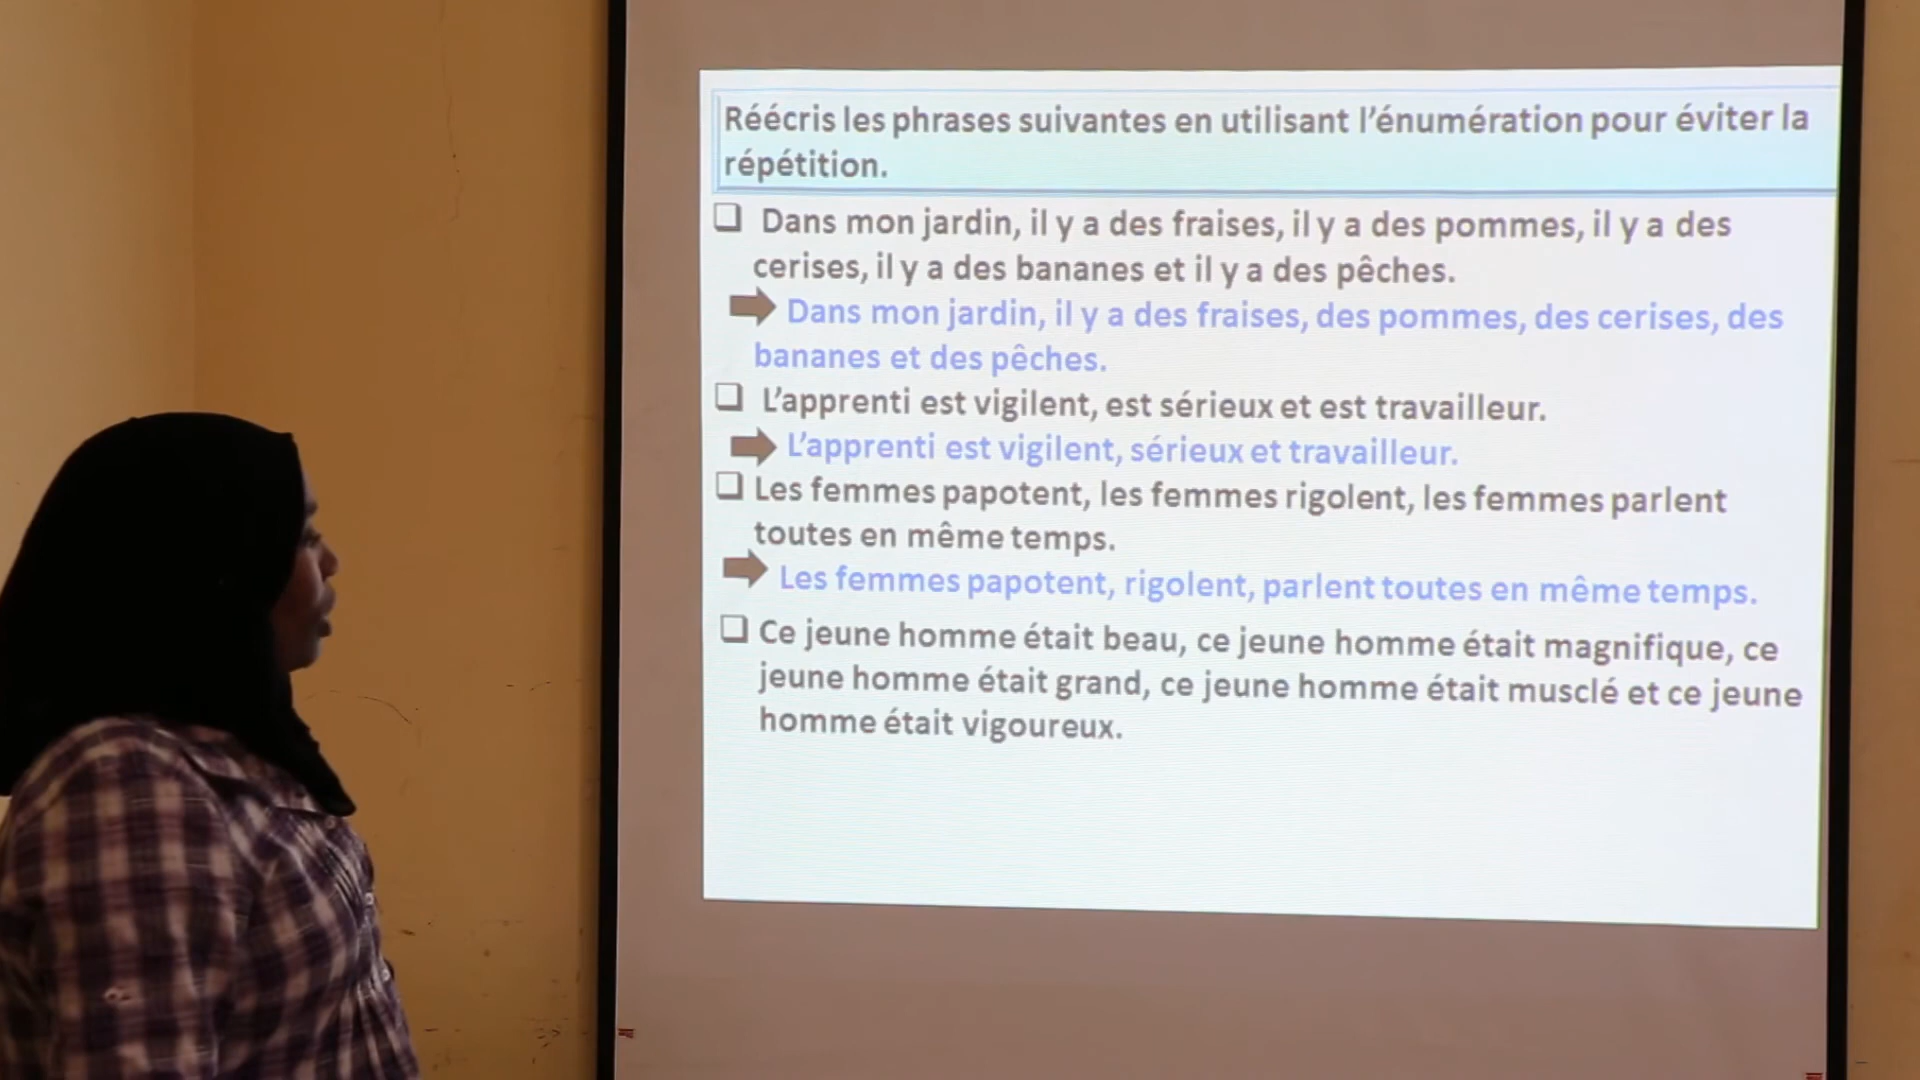 Réécris les phrases suivantes en utilisant l'énumération pour éviter la
répétition.
Dans mon jardin, il y a des fraises, il y a des pommes, il y a des
cerises, il y a des bananes et il y a des pêches.
Dans mon jardin, il y a des fraises, des pommes, des cerises, des
bananes et des pêches.
L'apprenti est vigilent, est sérieux et est travailleur.
L'apprenti est vigilent, sérieux et travailleur.
Les femmes papotent, les femmes rigolent, les femmes parlent
toutes en même temps.
Les femmes papotent, rigolent, parlent toutes en même temps.
Ce jeune homme était beau, ce jeune homme était magnifique, ce
jeune homme était grand, ce jeune homme était musclé et ce jeune
homme était vigoureux.